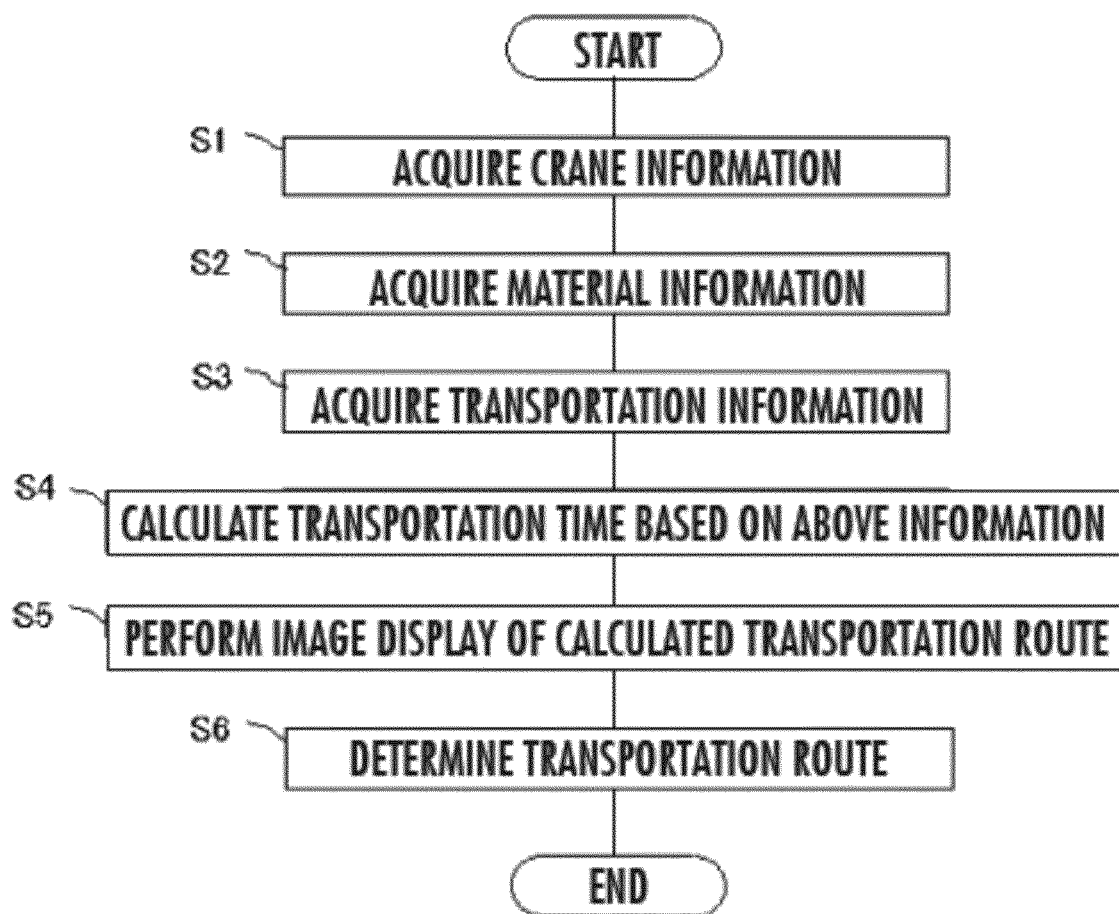 START
S1
ACQUIRE CRANE INFORMATION
S2
ACQUIRE MATERIAL INFORMATION
S3
ACQUIRE TRANSPORTATION INFORMATION
S4
CALCULATE TRANSPORTATION TIME BASED ON ABOVE INFORMATION
S5
PERFORM IMAGE DISPLAY OF CALCULATED TRANSPORTATION ROUTE
S6
DETERMINE TRANSPORTATION ROUTE
END